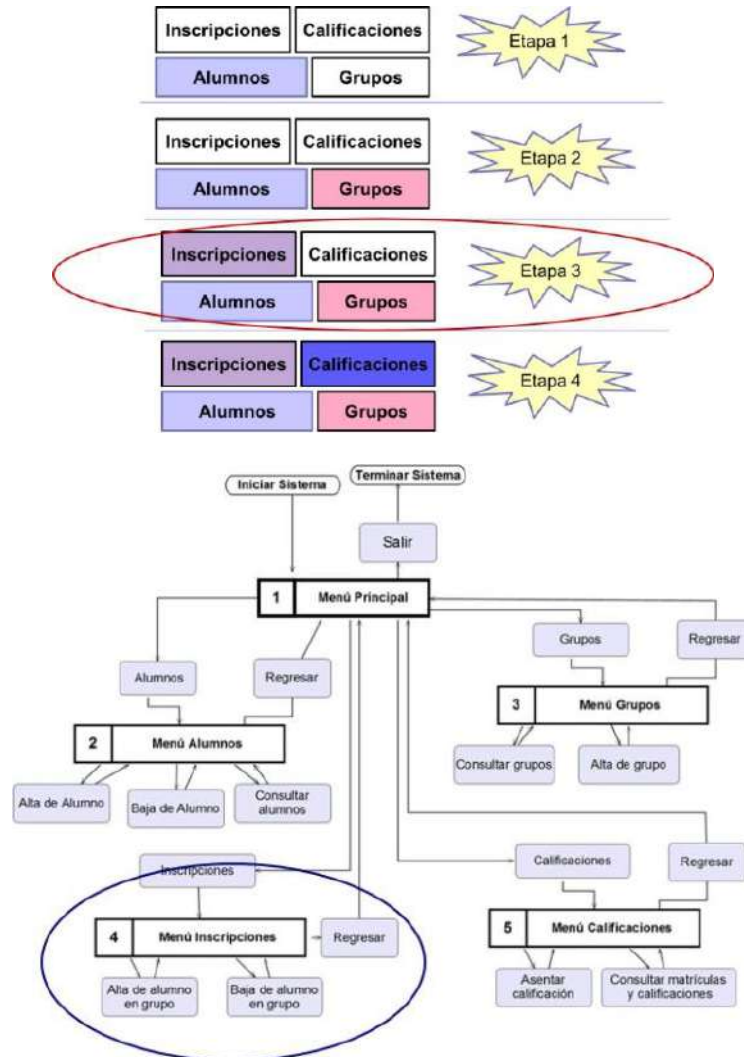 Inscripciones Calificaciones
Etapa 1
Alumnos Grupos
Inscripciones Calificaciones
Etapa 2
Alumnos Grupos
Inscripciones Calificaciones
Etapa 3
Alumnos Grupos
Inscripciones Calificaciones
Etapa 4
Alumnos Grupos
Iniciar Sistema
Terminar Sistema
Salir
1 Menú Principal
Alumnos
Regresar
Grupos
Regresar
2 Menú Alumnos
3 Menú Grupos
Alta de Alumno
Baja de Alumno
Consultar
alumnos
Consultar grupos
Alta de grupo
Inscripciones
Calificaciones
Regresar
4 Menú Inscripciones
Regresar
5 Menú Calificaciones
Alta de alumno
en grupo
Baja de alumno
en grupo
Asentar
calificación
Consultar matrículas
y calificaciones